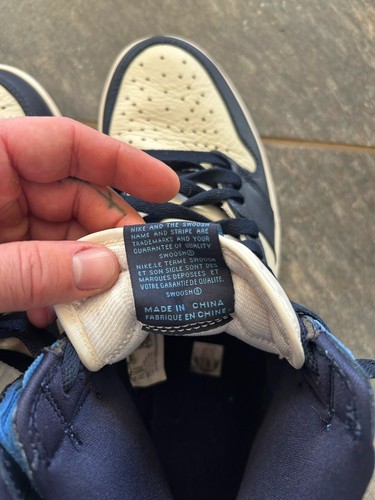 NIKE AND THE SWOOSH
NAME AND STRIPE ARE
TRADEMARKS AND YOUR
GUARANTEE OF QUALITY
SWOOSH®
NIKE.LE TERME SWOOSH
ET SON SIGLE SONT DES
MARQUES DEPOSÉES ET
VOTRE GARANTIE DE QUALITE.
SWOOSH®
MADE IN CHINA
FABRIQUE EN CHINE